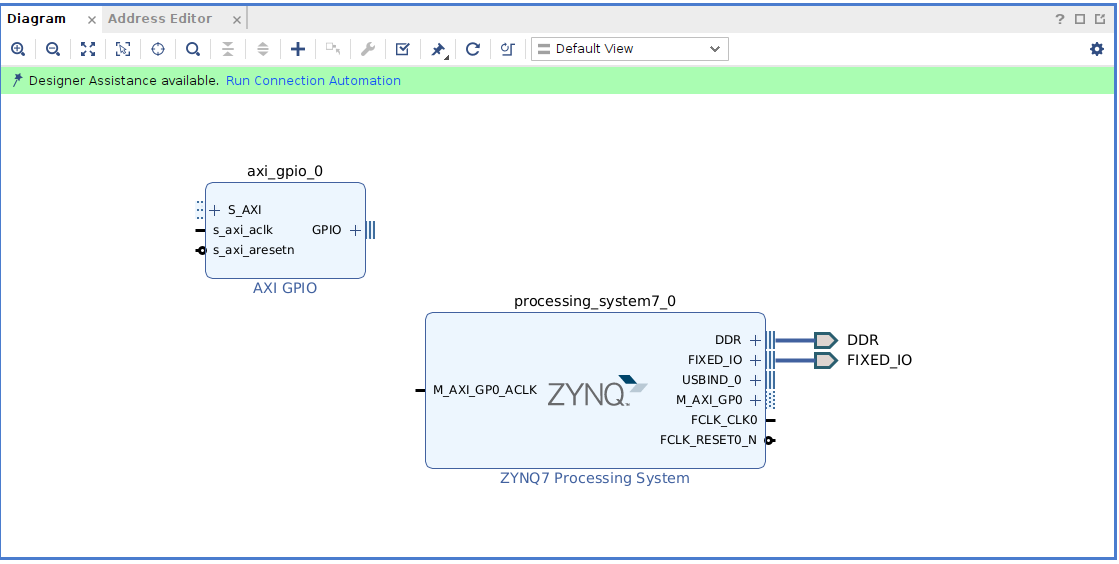 Diagram × Address Editor ×
?
Default View
Designer Assistance available. Run Connection Automation
axi_gpio_0
S_AXI
s_axi_aclk GPIO
s_axi_aresetn
AXI GPIO
processing_system7_0
DDR DDR
FIXED_IO FIXED_IO
USBIND_0
M_AXI_GP0_ACLK ZYNQ M_AXI_GP0
FCLK_CLK0
FCLK_RESET0_N
ZYNQ7 Processing System